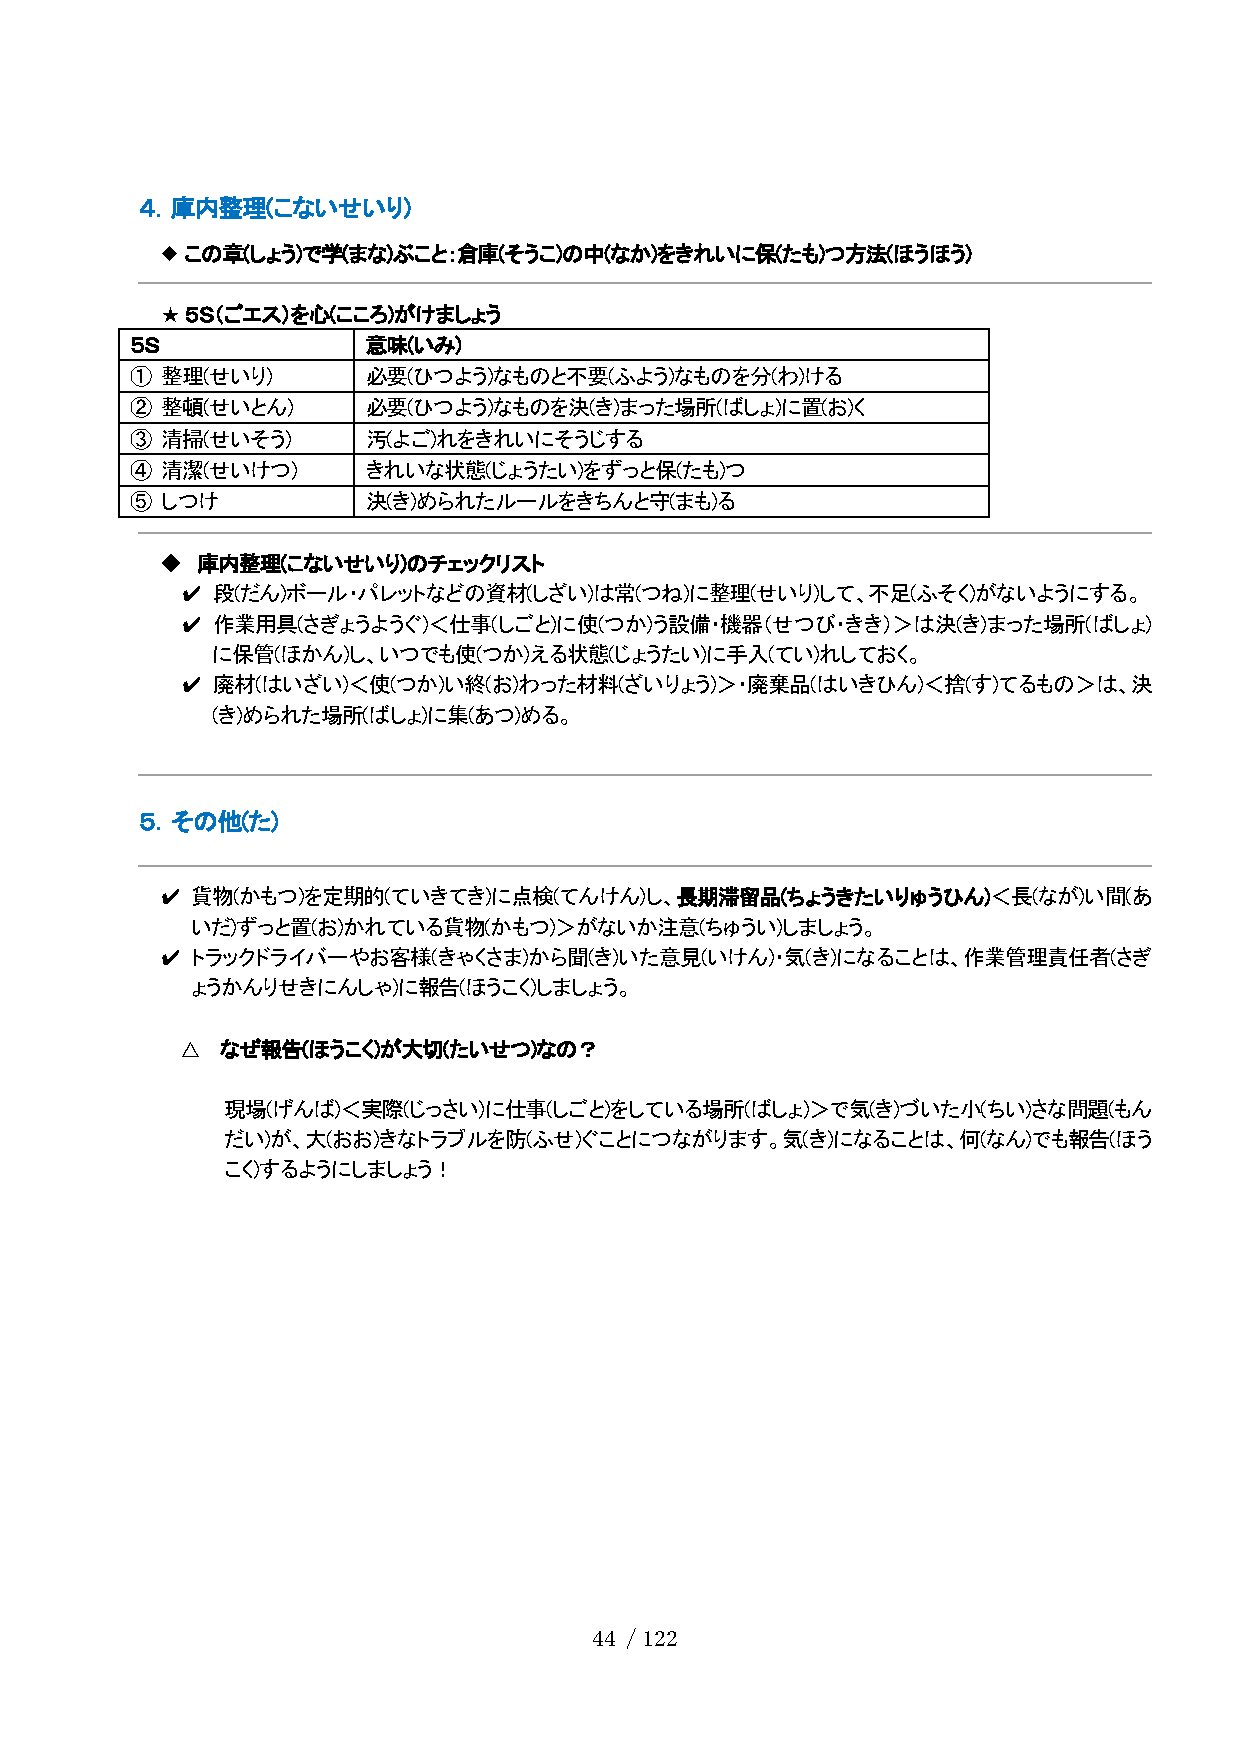 ４．庫内整理(こないせいり)
◆ この章(しょう)で学(まな)ぶこと：倉庫(そうこ)の中(なか)をきれいに保(たも)つ方法(ほうほう)
★ 5S（ごエス）を心(こころ)がけましょう
5S 意味(いみ)
① 整理(せいり) 必要(ひつよう)なものと不要(ふよう)なものを分(わ)ける
② 整頓(せいとん) 必要(ひつよう)なものを決(き)まった場所(ばしょ)に置(お)く
③ 清掃(せいそう) 汚(よご)れをきれいにそうじする
④ 清潔(せいけつ) きれいな状態(じょうたい)をずっと保(たも)つ
⑤ しつけ 決(き)められたルールをきちんと守(まも)る
◆ 庫内整理(こないせいり)のチェックリスト
✔ 段(だん)ボール・パレットなどの資材(しざい)は常(つね)に整理(せいり)して、不足(ふそく)がないようにする。
✔ 作業用具(さぎょうようぐ)＜仕事(しごと)に使(つか)う設備・機器（せつび・きき）＞は決(き)まった場所(ばしょ)
に保管(ほかん)し、いつでも使(つか)える状態(じょうたい)に手入(てい)れしておく。
✔ 廃材(はいざい)＜使(つか)い終(お)わった材料(ざいりょう)＞・廃棄品(はいきひん)＜捨(す)てるもの＞は、決
(き)められた場所(ばしょ)に集(あつ)める。
５．その他(た)
✔ 貨物(かもつ)を定期的(ていきてき)に点検(てんけん)し、長期滞留品(ちょうきたいりゅうひん)＜長(なが)い間(あ
いだ)ずっと置(お)かれている貨物(かもつ)＞がないか注意(ちゅうい)しましょう。
✔ トラックドライバーやお客様(きゃくさま)から聞(き)いた意見(いけん)・気(き)になることは、作業管理責任者(さぎ
ょうかんりせきにんしゃ)に報告(ほうこく)しましょう。
△ なぜ報告(ほうこく)が大切(たいせつ)なの？
現場(げんば)＜実際(じっさい)に仕事(しごと)をしている場所(ばしょ)＞で気(き)づいた小(ちい)さな問題(もん
だい)が、大(おお)きなトラブルを防(ふせ)ぐことにつながります。気(き)になることは、何(なん)でも報告(ほう
こく)するようにしましょう！
44 / 122